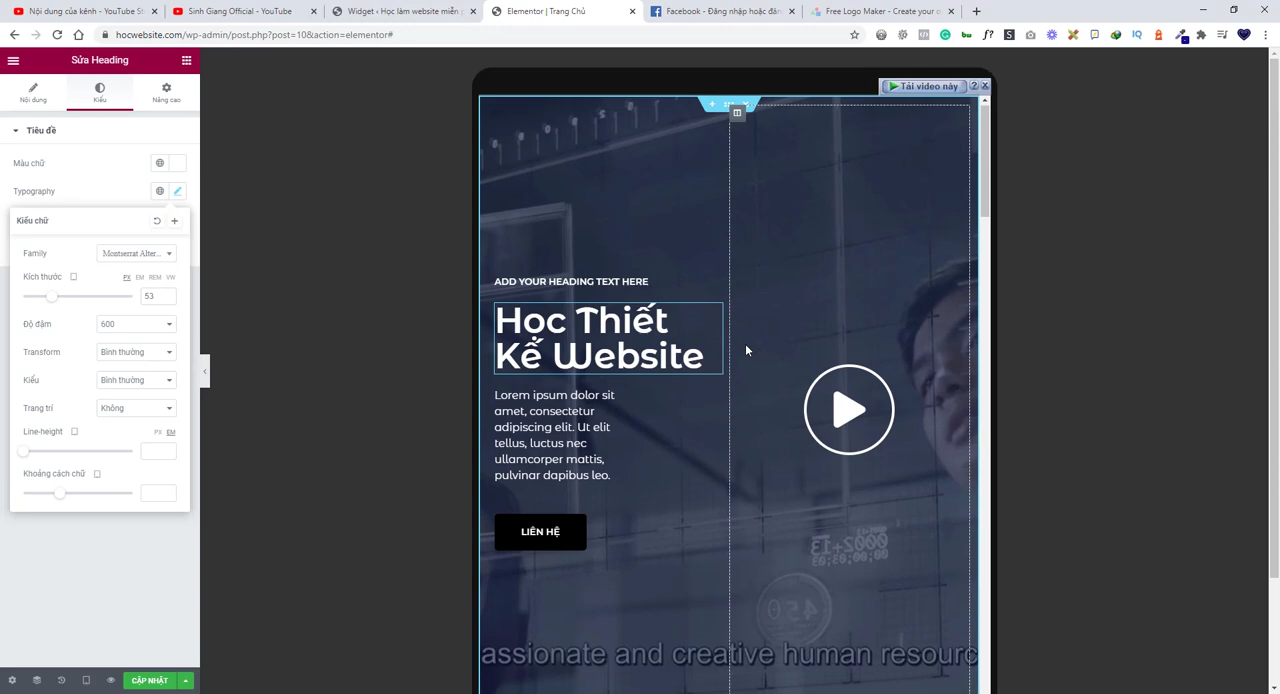 Nội dung của kênh - YouTube St
Sinh Giang Official - YouTube
Widget ‹ Học làm website miễn p
Elementor | Trang Chủ
Facebook - Đăng nhập hoặc đăn
Free Logo Maker - Create your o
hocwebsite.com/wp-admin/post.php?post=10&action=elementor#
Sửa Heading
Nội dung
Kiểu
Nâng cao
Tiêu đề
Màu chữ
Typography
Kiểu chữ
Family
Montserrat Alter...
Kích thước
PX EM REM VW
53
Độ đậm
600
Transform
Bình thường
Kiểu
Bình thường
Trang trí
Không
Line-height
PX EM
Khoảng cách chữ
CẬP NHẬT
Tải video này
ADD YOUR HEADING TEXT HERE
Học Thiết
Kế Website
Lorem ipsum dolor sit
amet, consectetur
adipiscing elit. Ut elit
tellus, luctus nec
ullamcorper mattis,
pulvinar dapibus leo.
LIÊN HỆ
assionate and creative human resourc